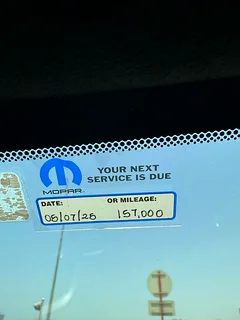 YOUR NEXT
SERVICE IS DUE
MOPAR
DATE: OR MILEAGE:
08/07/25 157,000